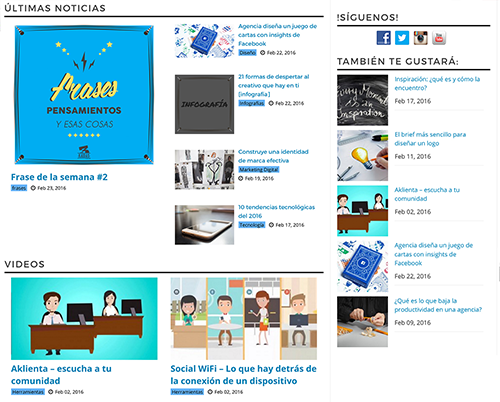 ÚLTIMAS NOTICIAS
Frases
PENSAMIENTOS
Y ESAS COSAS
Frase de la semana #2
frases Feb 23, 2016
Agencia diseña un juego de
cartas con insights de
Facebook
Diseño Feb 22, 2016
INFOGRAFÍA
21 formas de despertar al
creativo que hay en tí
[infografía]
Infografías Feb 22, 2016
Construye una identidad
de marca efectiva
Marketing Digital
Feb 19, 2016
10 tendencias tecnológicas
del 2016
Tecnología Feb 17, 2016
VIDEOS
Aklienta – escucha a tu
comunidad
Herramientas Feb 02, 2016
Social WiFi – Lo que hay detrás de
la conexión de un dispositivo
Herramientas Feb 02, 2016
!SÍGUENOS!
You
TAMBIÉN TE GUSTARÁ:
Inspiración: ¿qué es y cómo la
encuentro?
Feb 17, 2016
Every Moment
is an
Inspiration
El brief más sencillo para
diseñar un logo
Feb 11, 2016
Aklienta – escucha a tu
comunidad
Feb 02, 2016
Agencia diseña un juego de
cartas con insights de
Facebook
Feb 22, 2016
¿Qué es lo que baja la
productividad en una agencia?
Feb 09, 2016